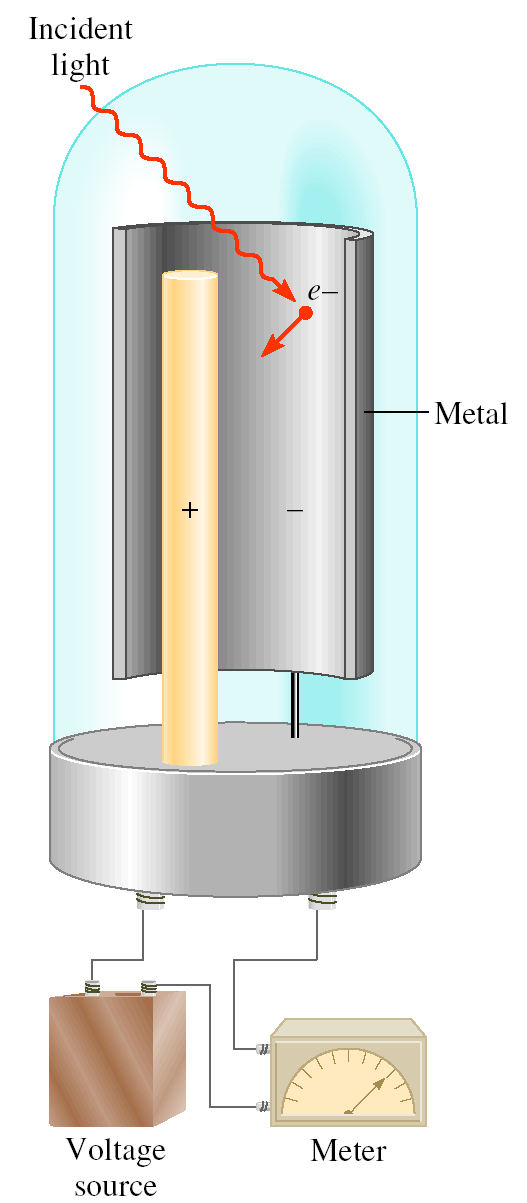 Incident
light
e–
Metal
+ –
Voltage
source
Meter